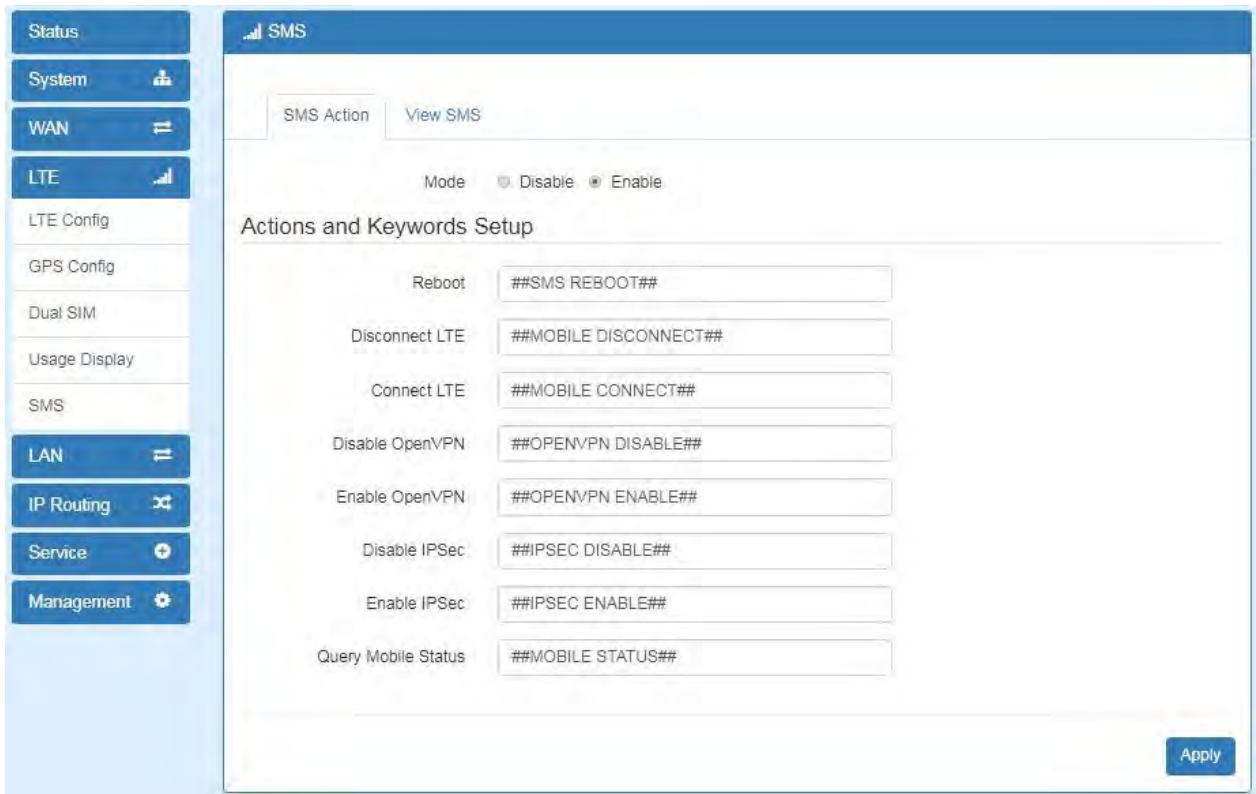 Status
System
WAN
LTE
LTE Config
GPS Config
Dual SIM
Usage Display
SMS
LAN
IP Routing
Service
Management
SMS
SMS Action View SMS
Mode Disable Enable
Actions and Keywords Setup
Reboot ##SMS REBOOT##
Disconnect LTE ##MOBILE DISCONNECT##
Connect LTE ##MOBILE CONNECT##
Disable OpenVPN ##OPENVPN DISABLE##
Enable OpenVPN ##OPENVPN ENABLE##
Disable IPSec ##IPSEC DISABLE##
Enable IPSec ##IPSEC ENABLE##
Query Mobile Status ##MOBILE STATUS##
Apply